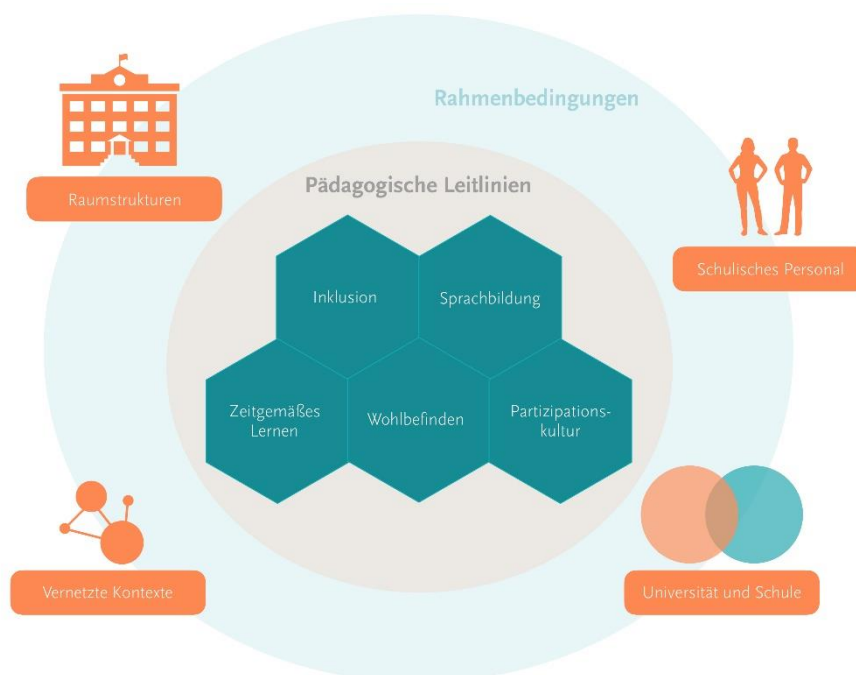 Rahmenbedingungen
Raumstrukturen
Pädagogische Leitlinien
Schulisches Personal
Inklusion
Sprachbildung
Zeitgemäßes
Lernen
Wohlbefinden
Partizipations-
kultur
Vernetzte Kontexte
Universität und Schule